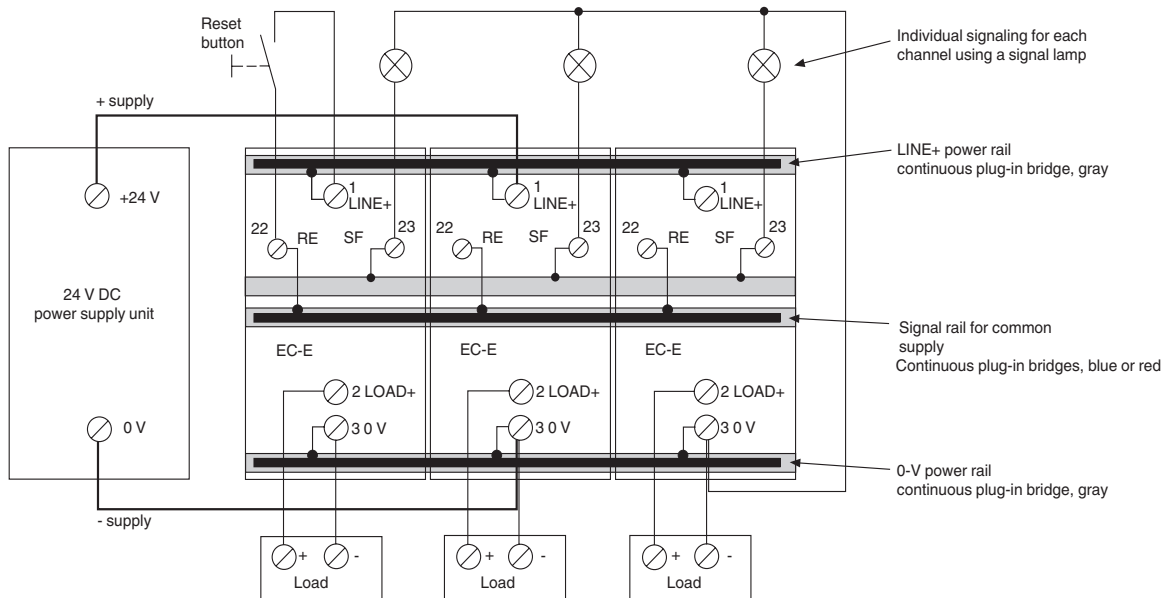 Reset
button
Individual signaling for each
channel using a signal lamp
+ supply
LINE+ power rail
continuous plug-in bridge, gray
+24 V
1
LINE+
1
LINE+
1
LINE+
22
RE
SF
23
22
RE
SF
23
22
RE
SF
23
24 V DC
power supply unit
Signal rail for common
supply
Continuous plug-in bridges, blue or red
EC-E
EC-E
EC-E
2 LOAD+
2 LOAD+
2 LOAD+
0 V
3 0 V
3 0 V
3 0 V
0-V power rail
continuous plug-in bridge, gray
- supply
+
-
Load
+
-
Load
+
-
Load